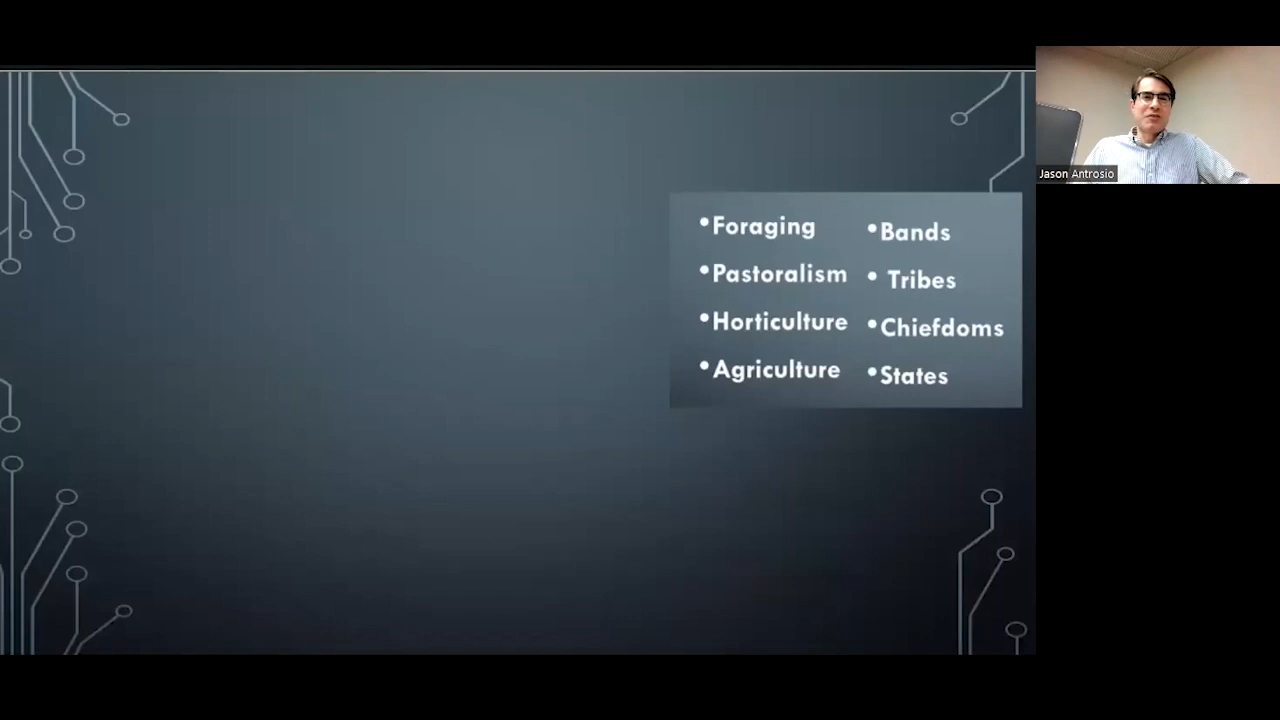 •Foraging
•Pastoralism
•Horticulture
•Agriculture
•Bands
• Tribes
•Chiefdoms
•States
Jason Antrosio